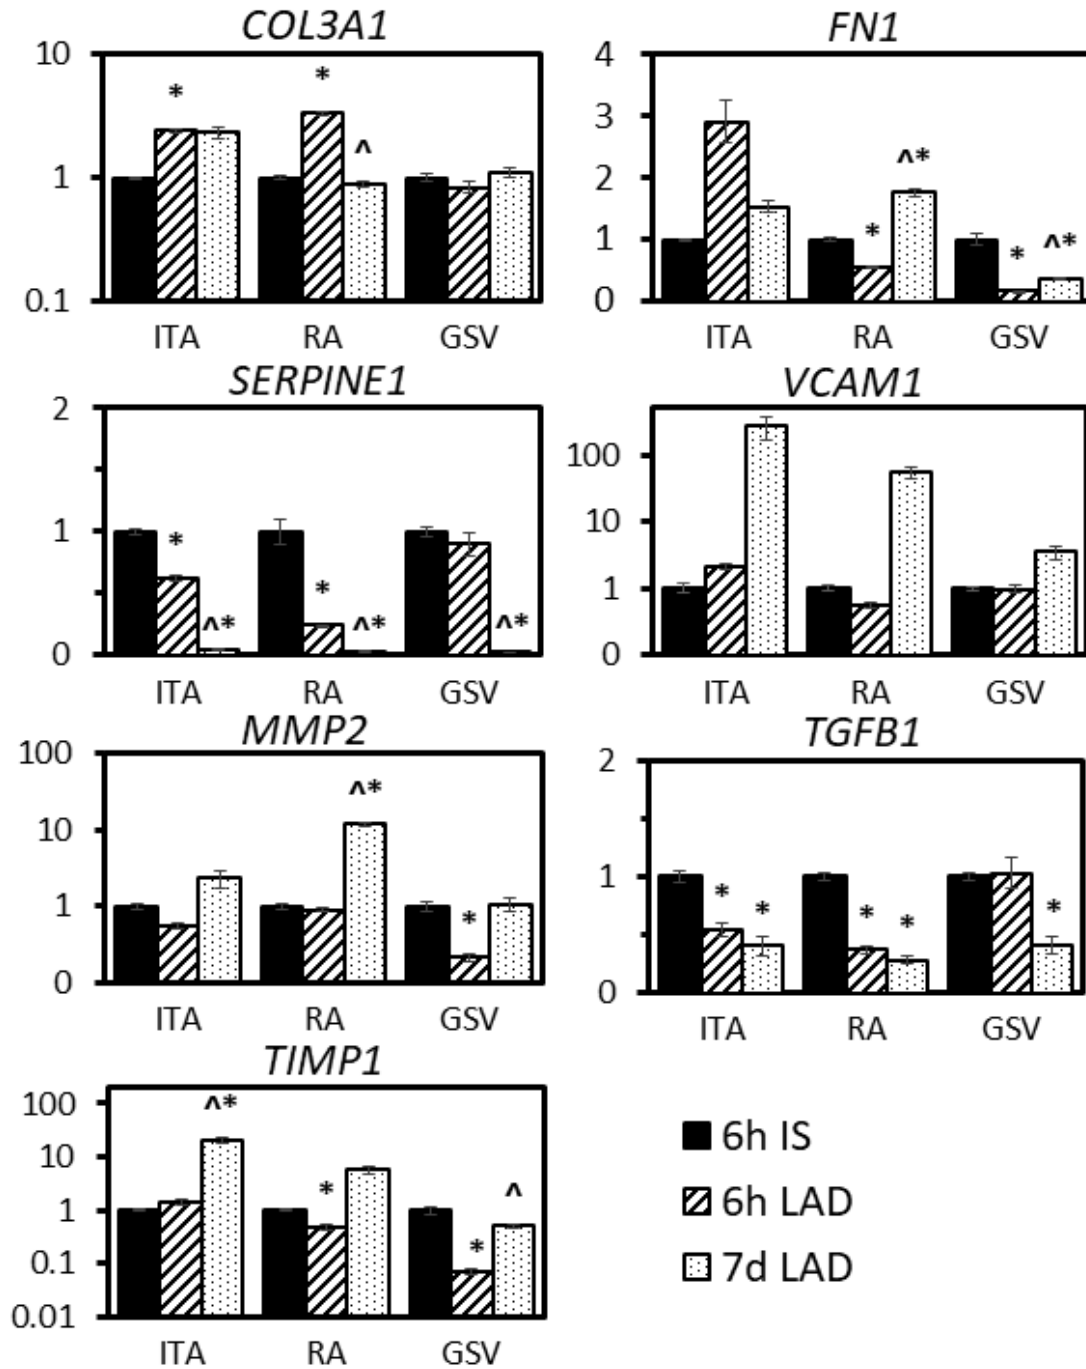 COL3A1
10
1
0.1
* * ^
ITA RA GSV
FN1
4
3
2
1
0
* ^* * ^*
ITA RA GSV
SERPINE1
2
1
0
* ^* * ^* ^*
ITA RA GSV
VCAM1
100
10
1
0
ITA RA GSV
MMP2
100
10
1
0
^* *
ITA RA GSV
TGFB1
2
1
0
* * * * *
ITA RA GSV
TIMP1
100
10
1
0.1
0.01
^* * * ^
ITA RA GSV
6h IS
6h LAD
7d LAD